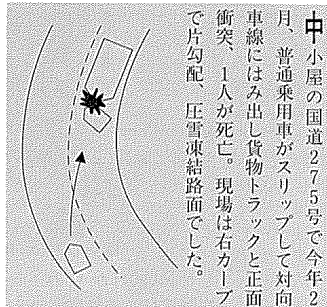 中小屋の国道275号で今年2
月、普通乗用車がスリップして対向
車線にはみ出し貨物トラックと正面
衝突、1人が死亡。現場は右カーブ
で片勾配、圧雪凍結路面でした。